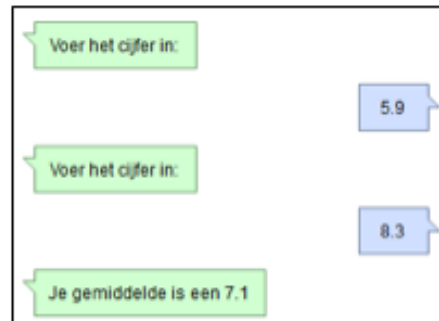 Voer het cijfer in:
5.9
Voer het cijfer in:
8.3
Je gemiddelde is een 7.1